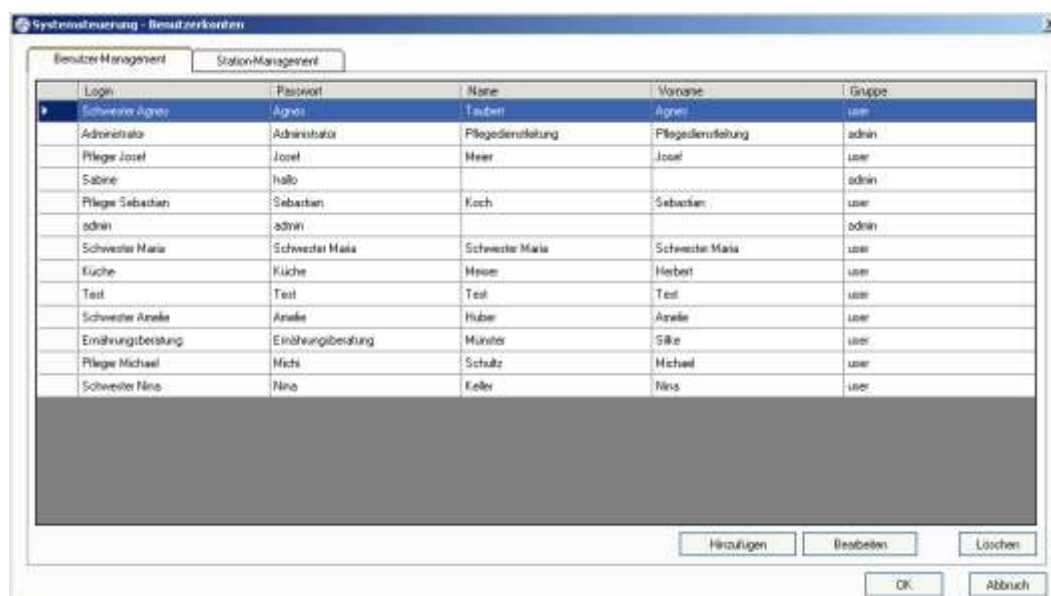 Systemsteuerung - Benutzerkonten
Benutzer-Management Station-Management
Login Passwort Name Vorname Gruppe
Schwester Agnes Agnes Taubert Agnes user
Administrator Administrator Pflegedienstleitung Pflegedienstleitung admin
Pfleger Josef Josef Meier Josef user
Sabine hallo admin
Pfleger Sebastian Sebastian Koch Sebastian user
admin admin admin
Schwester Maria Schwester Maria Schwester Maria Schwester Maria user
Küche Küche Meiser Herbert user
Test Test Test Test user
Schwester Amelie Amelie Huber Amelie user
Ernährungsberatung Ernährungsberatung Münster Silke user
Pfleger Michael Michi Schultz Michael user
Schwester Nina Nina Keller Nina user
Hinzufügen Bearbeiten Löschen
OK Abbruch